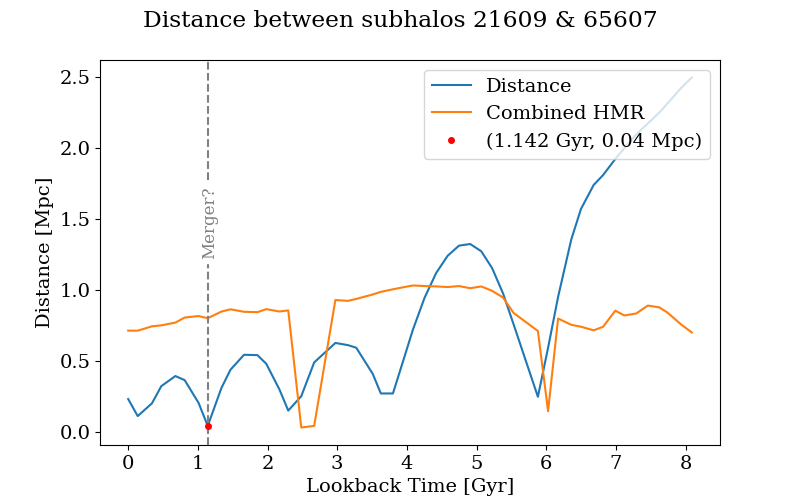 Distance between subhalos 21609 & 65607
Distance
Combined HMR
(1.142 Gyr, 0.04 Mpc)
Merger?
Distance [Mpc]
2.5
2.0
1.5
1.0
0.5
0.0
0 1 2 3 4 5 6 7 8
Lookback Time [Gyr]